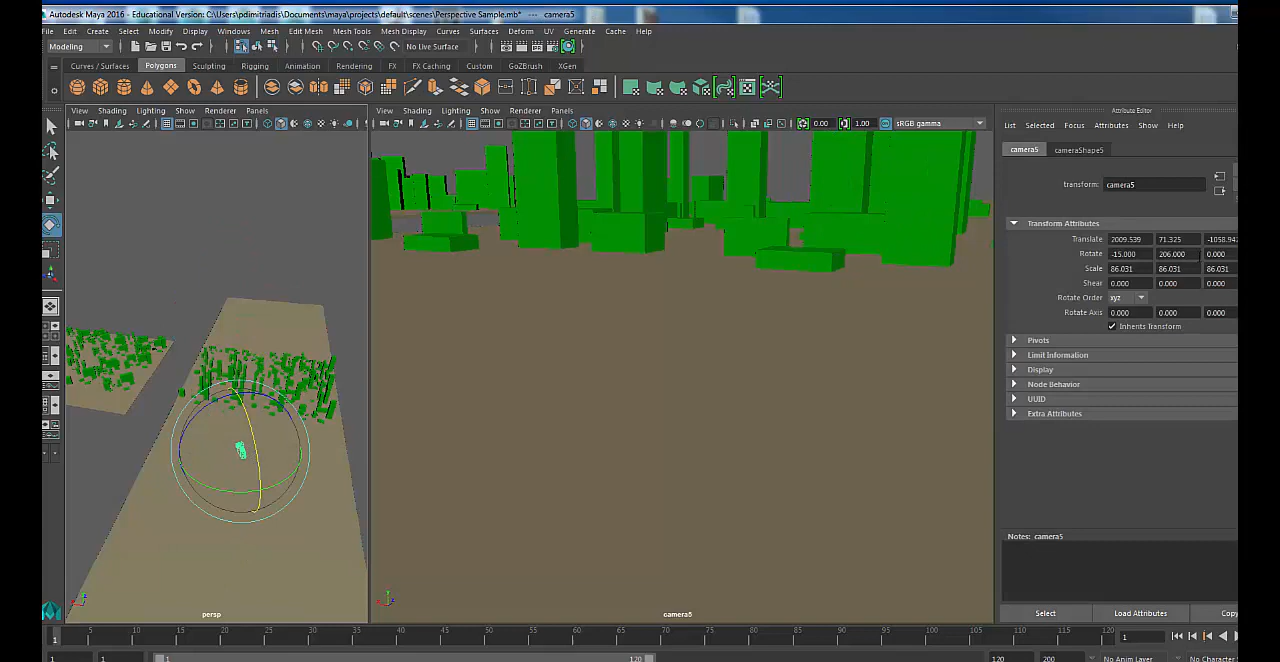 Autodesk Maya 2016 - Educational Version: C:\Users\pdimitriadis\Documents\maya\projects\default\scenes\Perspective Sample.mb* --- camera5
File Edit Create Select Modify Display Windows Mesh Edit Mesh Mesh Tools Mesh Display Curves Surfaces Deform UV Generate Cache Help
Modeling No Live Surface
Curves / Surfaces Polygons Sculpting Rigging Animation Rendering FX FX Caching Custom GoZBrush XGen
View Shading Lighting Show Renderer Panels View Shading Lighting Show Renderer Panels Attribute Editor
0.00 1.00 sRGB gamma
List Selected Focus Attributes Show Help
camera5 cameraShape5
transform: camera5
Transform Attributes
Translate 2009.539 71.325 -1058.942
Rotate -15.000 206.000 0.000
Scale 86.031 86.031 86.031
Shear 0.000 0.000 0.000
Rotate Order xyz
Rotate Axis 0.000 0.000 0.000
Inherits Transform
Pivots
Limit Information
Display
Node Behavior
UUID
Extra Attributes
Notes: camera5
persp camera5
Select Load Attributes Copy
5 10 15 20 25 30 35 40 45 50 55 60 65 70 75 80 85 90 95 100 105 110 115 120
1 1
1 1 1 120 120 200 No Anim Layer No Character